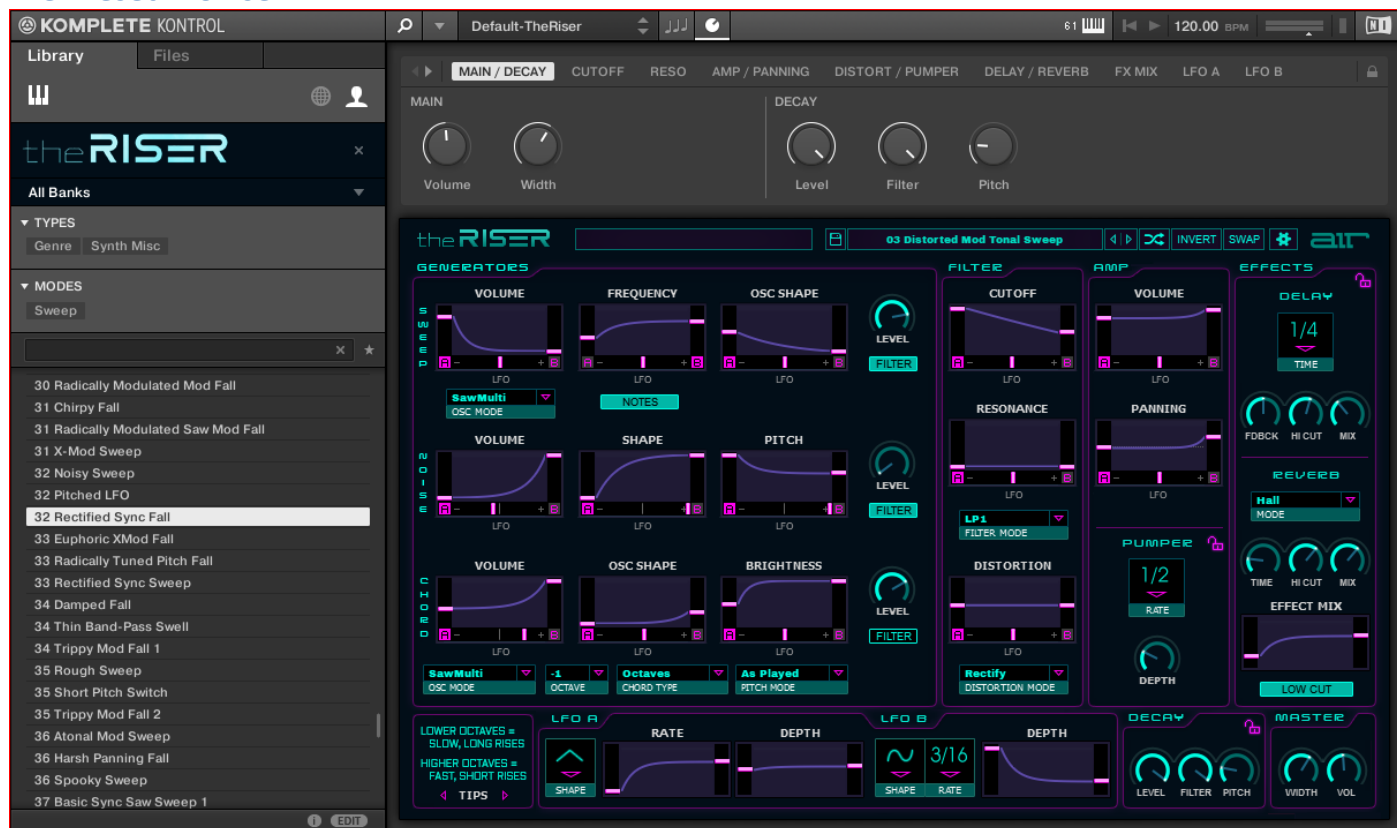 KOMPLETE KONTROL
Default-TheRiser
61
120.00 BPM
Library
Files
MAIN / DECAY
CUTOFF
RESO
AMP / PANNING
DISTORT / PUMPER
DELAY / REVERB
FX MIX
LFO A
LFO B
MAIN
DECAY
Volume
Width
Level
Filter
Pitch
theRISER
All Banks
TYPES
Genre
Synth Misc
MODES
Sweep
30 Radically Modulated Mod Fall
31 Chirpy Fall
31 Radically Modulated Saw Mod Fall
31 X-Mod Sweep
32 Noisy Sweep
32 Pitched LFO
32 Rectified Sync Fall
33 Euphoric XMod Fall
33 Radically Tuned Pitch Fall
33 Rectified Sync Sweep
34 Damped Fall
34 Thin Band-Pass Swell
34 Trippy Mod Fall 1
35 Rough Sweep
35 Short Pitch Switch
35 Trippy Mod Fall 2
36 Atonal Mod Sweep
36 Harsh Panning Fall
36 Spooky Sweep
37 Basic Sync Saw Sweep 1
EDIT
theRISER
03 Distorted Mod Tonal Sweep
INVERT
SWAP
air
GENERATORS
FILTER
AMP
EFFECTS
SWEEP
VOLUME
FREQUENCY
OSC SHAPE
LEVEL
FILTER
A - + B
A - + B
A - + B
LFO
LFO
LFO
SawMulti
OSC MODE
NOTES
NOISE
VOLUME
SHAPE
PITCH
LEVEL
FILTER
A - + B
A - + B
A - + B
LFO
LFO
LFO
CHORD
VOLUME
OSC SHAPE
BRIGHTNESS
LEVEL
FILTER
A - + B
A - + B
A - + B
LFO
LFO
LFO
SawMulti
OSC MODE
-1
OCTAVE
Octaves
CHORD TYPE
As Played
PITCH MODE
CUTOFF
A - + B
LFO
RESONANCE
A - + B
LFO
LP1
FILTER MODE
DISTORTION
A - + B
LFO
Rectify
DISTORTION MODE
VOLUME
A - + B
LFO
PANNING
A - + B
LFO
PUMPER
1/2
RATE
DEPTH
DELAY
1/4
TIME
FDBCK
HI CUT
MIX
REVERB
Hall
MODE
TIME
HI CUT
MIX
EFFECT MIX
LOW CUT
LOWER OCTAVES =
SLOW, LONG RISES
HIGHER OCTAVES =
FAST, SHORT RISES
TIPS
LFO A
SHAPE
RATE
DEPTH
LFO B
SHAPE
3/16
RATE
DEPTH
DECAY
LEVEL
FILTER
PITCH
MASTER
WIDTH
VOL